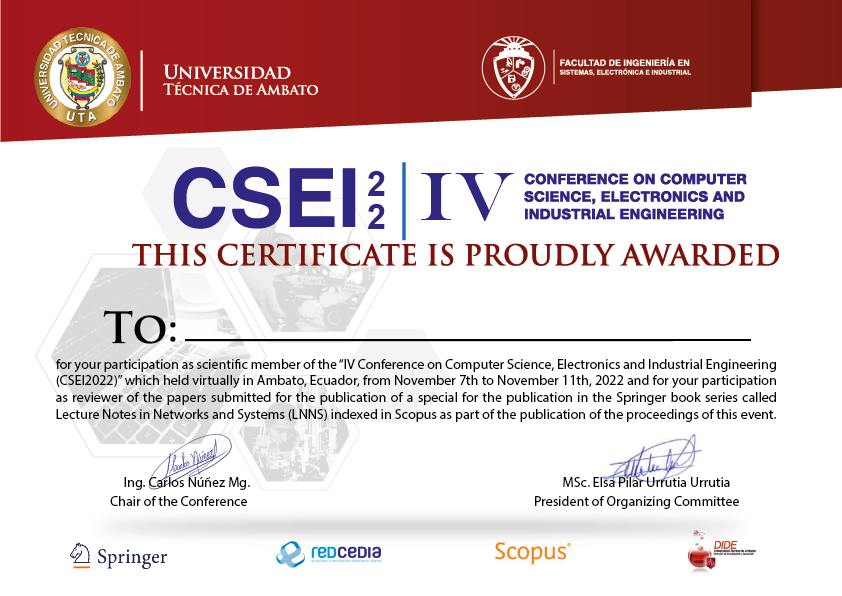 UNIVERSIDAD TÉCNICA DE AMBATO
UTA
UNIVERSIDAD
TÉCNICA DE AMBATO
FACULTAD DE INGENIERÍA EN
SISTEMAS, ELECTRÓNICA E INDUSTRIAL
CSEI 22
IV
CONFERENCE ON COMPUTER
SCIENCE, ELECTRONICS AND
INDUSTRIAL ENGINEERING
THIS CERTIFICATE IS PROUDLY AWARDED
TO:
for your participation as scientific member of the "IV Conference on Computer Science, Electronics and Industrial Engineering
(CSEI2022)" which held virtually in Ambato, Ecuador, from November 7th to November 11th, 2022 and for your participation
as reviewer of the papers submitted for the publication of a special for the publication in the Springer book series called
Lecture Notes in Networks and Systems (LNNS) indexed in Scopus as part of the publication of the proceedings of this event.
Ing. Carlos Núñez Mg.
Chair of the Conference
MSc. Elsa Pilar Urrutia Urrutia
President of Organizing Committee
Springer
redCEDIA
Scopus®
DIDE